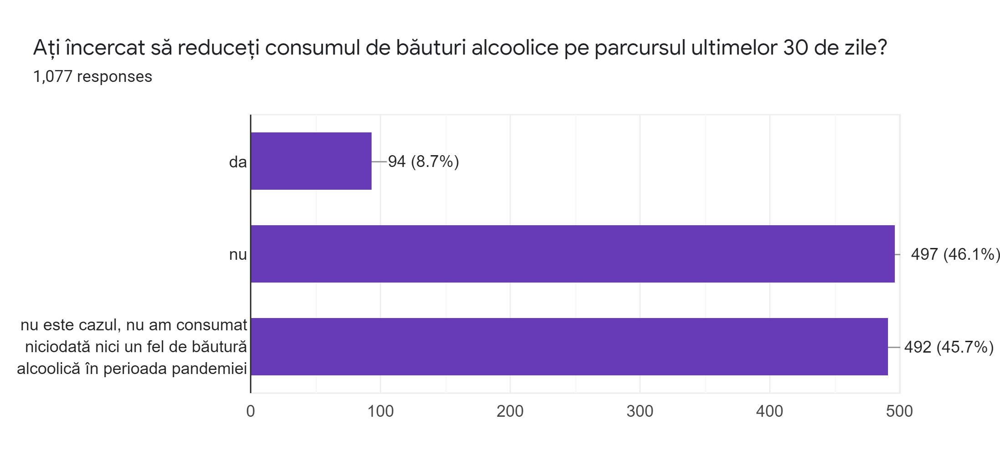 Ați încercat să reduceți consumul de băuturi alcoolice pe parcursul ultimelor 30 de zile?
1,077 responses
da
94 (8.7%)
nu
497 (46.1%)
nu este cazul, nu am consumat
niciodată nici un fel de băutură
alcoolică în perioada pandemiei
492 (45.7%)
0 100 200 300 400 500